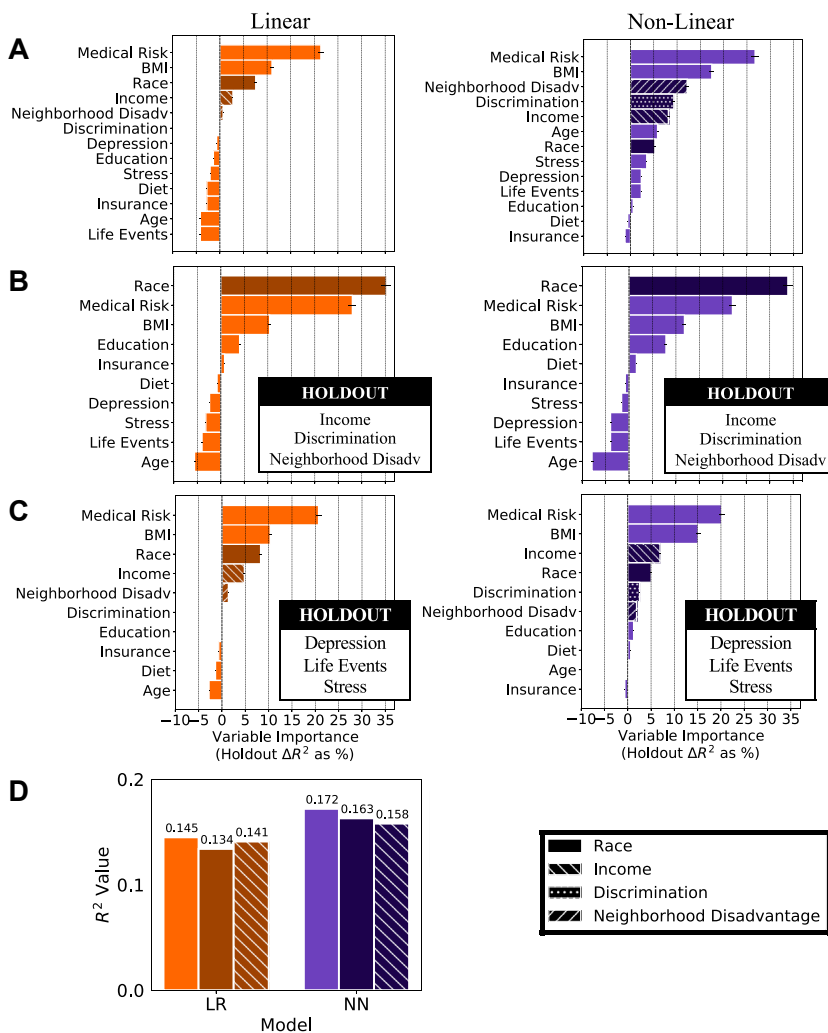 Linear
Non-Linear
A
Medical Risk
BMI
Race
Income
Neighborhood Disadv
Discrimination
Depression
Education
Stress
Diet
Insurance
Age
Life Events
Medical Risk
BMI
Neighborhood Disadv
Discrimination
Income
Age
Race
Stress
Depression
Life Events
Education
Diet
Insurance
B
Race
Medical Risk
BMI
Education
Insurance
Diet
Depression
Stress
Life Events
Age
HOLDOUT
Income
Discrimination
Neighborhood Disadv
Race
Medical Risk
BMI
Education
Diet
Insurance
Stress
Depression
Life Events
Age
HOLDOUT
Income
Discrimination
Neighborhood Disadv
C
Medical Risk
BMI
Race
Income
Neighborhood Disadv
Discrimination
Education
Insurance
Diet
Age
HOLDOUT
Depression
Life Events
Stress
−10 −5 0 5 10 15 20 25 30 35
Variable Importance
(Holdout ΔR² as %)
Medical Risk
BMI
Income
Race
Discrimination
Neighborhood Disadv
Education
Diet
Age
Insurance
HOLDOUT
Depression
Life Events
Stress
−10 −5 0 5 10 15 20 25 30 35
Variable Importance
(Holdout ΔR² as %)
D
R² Value
0.2
0.1
0.0
0.145
0.134
0.141
0.172
0.163
0.158
LR
NN
Model
Race
Income
Discrimination
Neighborhood Disadvantage